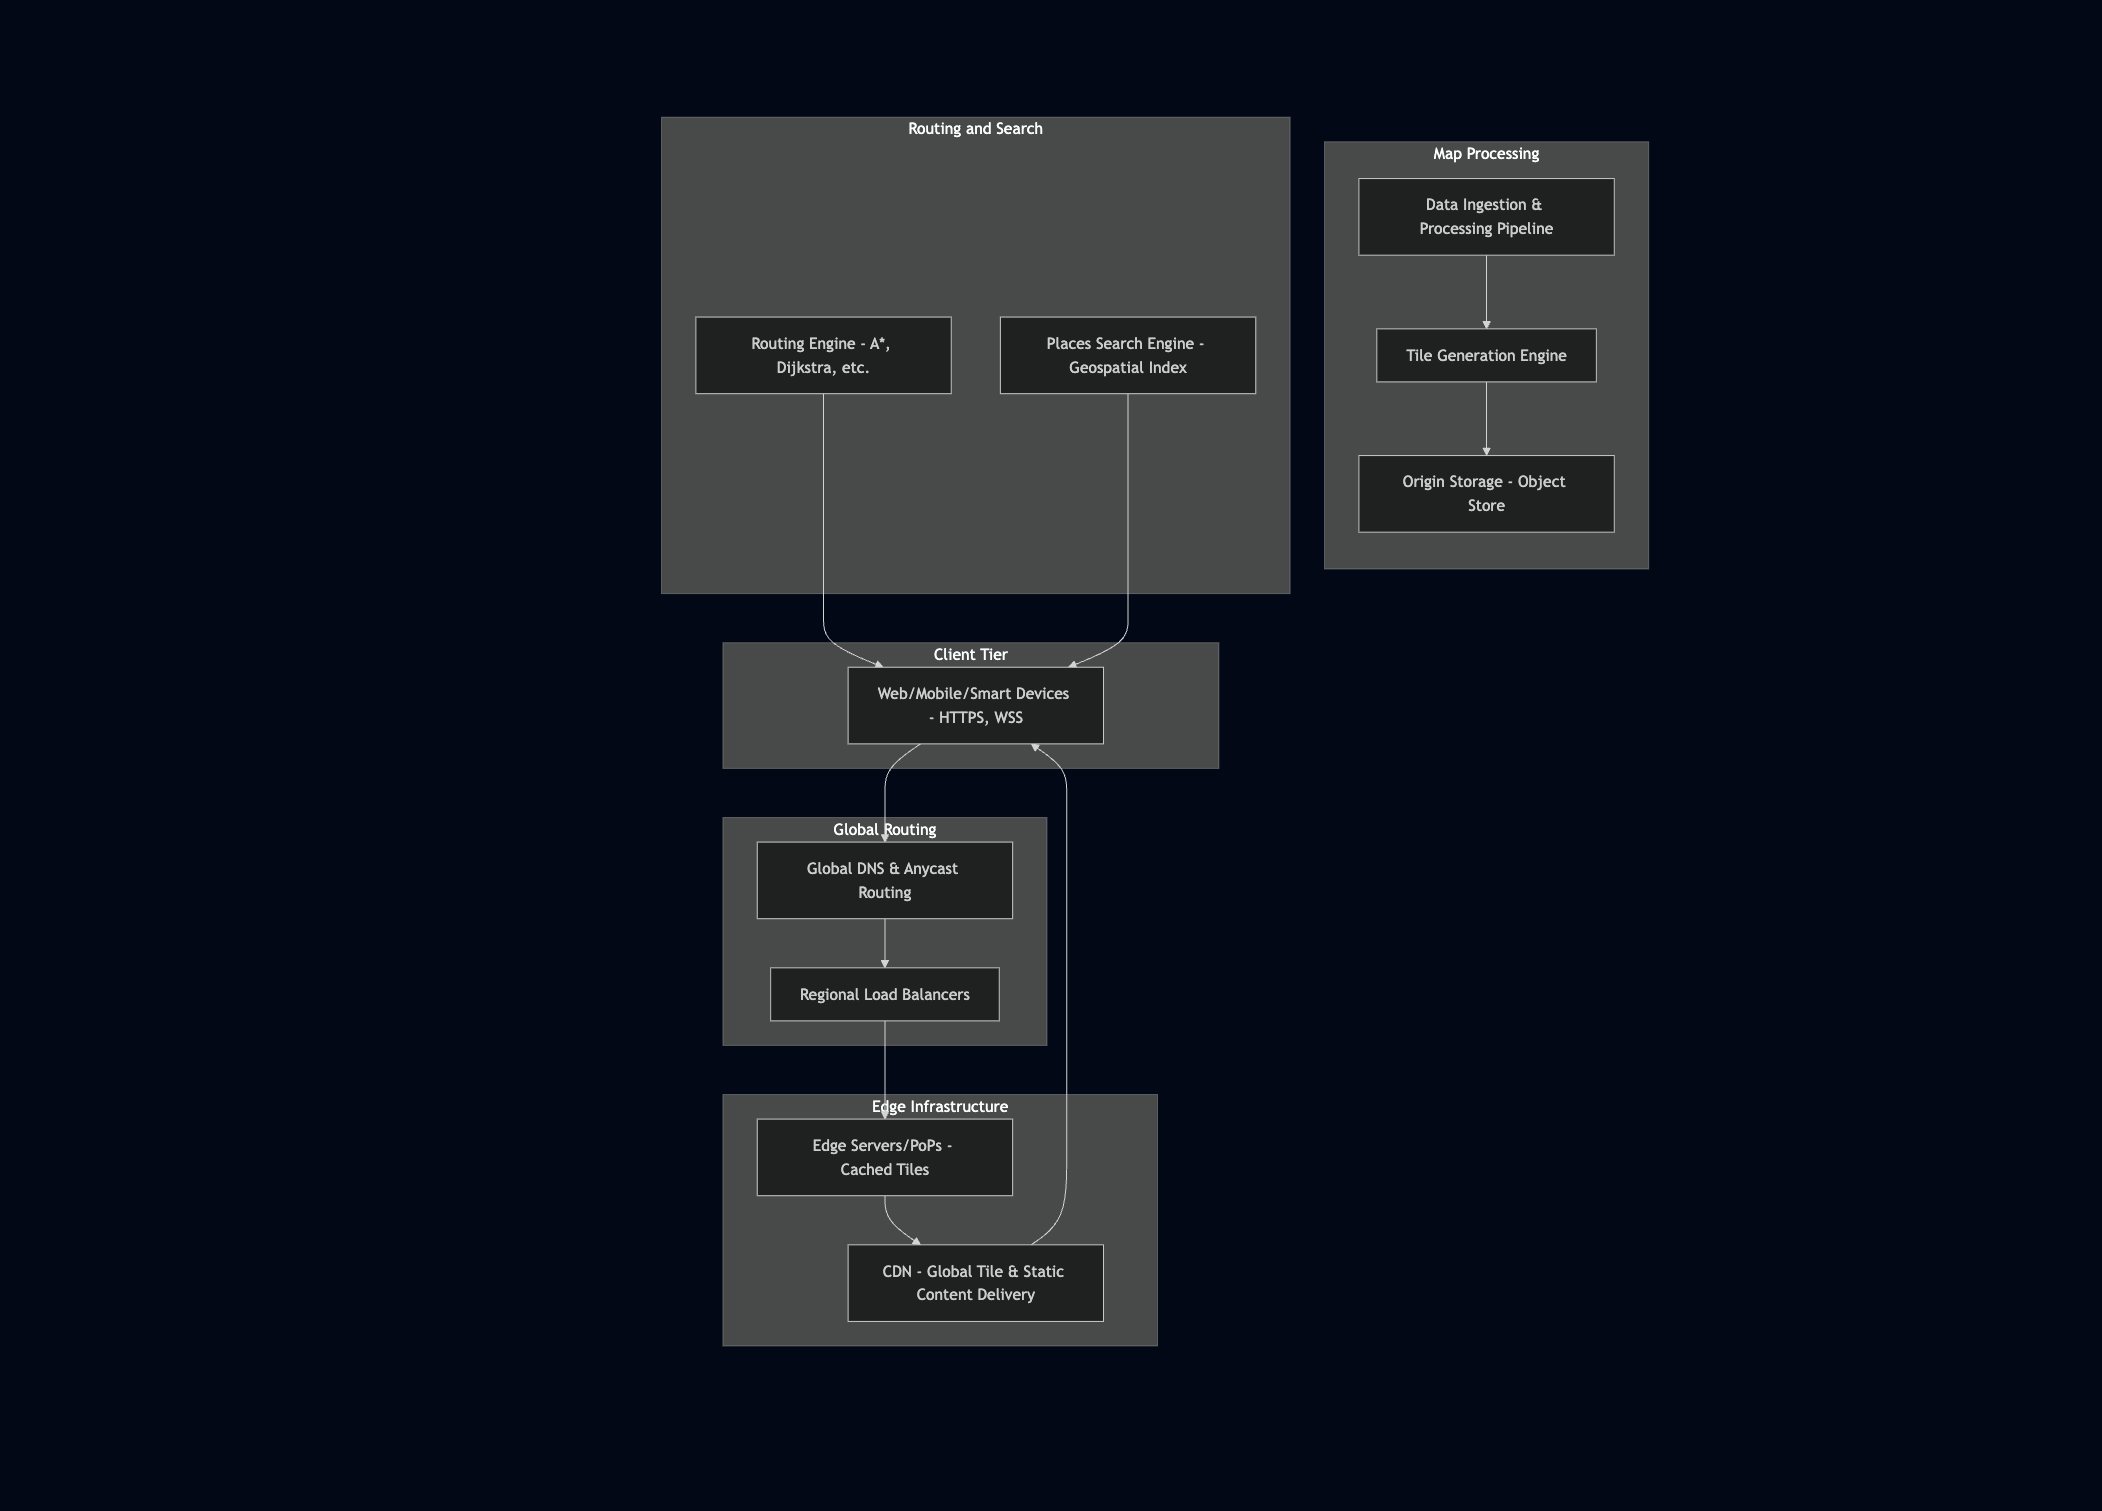 Routing and Search
Routing Engine - A*,
Dijkstra, etc.
Places Search Engine -
Geospatial Index
Map Processing
Data Ingestion &
Processing Pipeline
Tile Generation Engine
Origin Storage - Object
Store
Client Tier
Web/Mobile/Smart Devices
- HTTPS, WSS
Global Routing
Global DNS & Anycast
Routing
Regional Load Balancers
Edge Infrastructure
Edge Servers/PoPs -
Cached Tiles
CDN - Global Tile & Static
Content Delivery